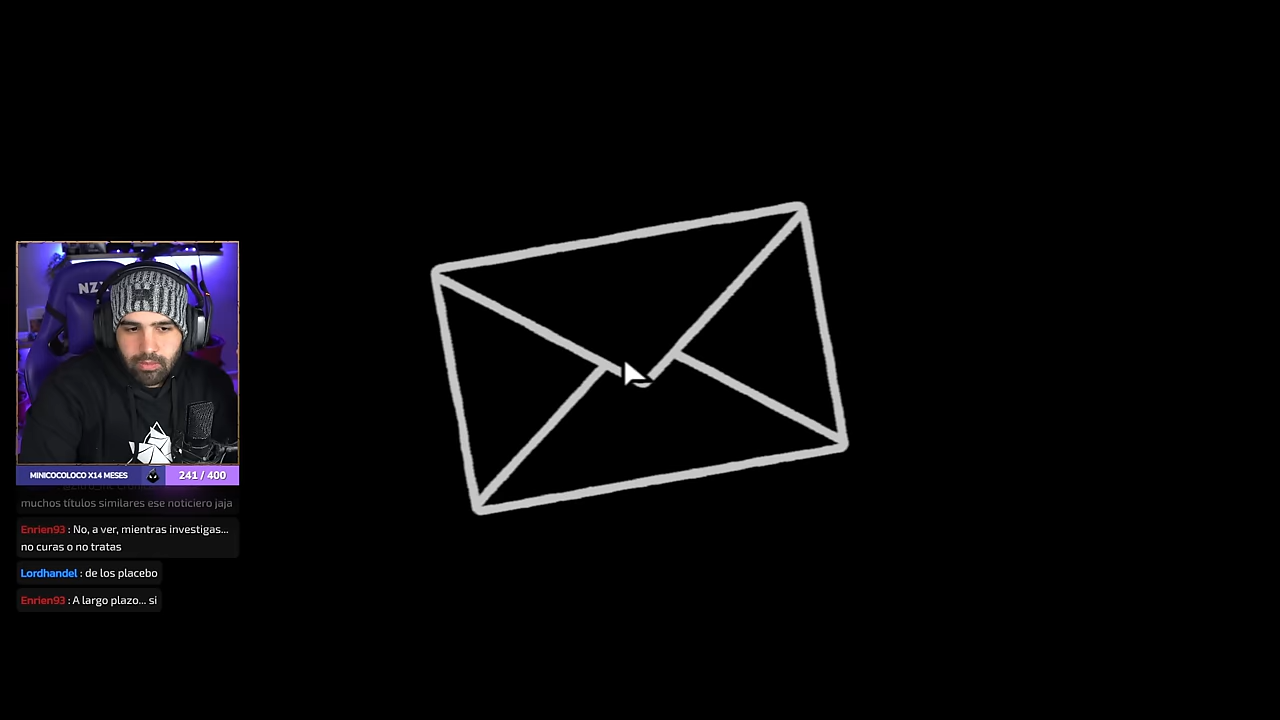 NZ
MINICOCOLOCO X14 MESES
241 / 400
muchos títulos similares ese noticiero jaja
Enrien93 : No, a ver, mientras investigas...
no curas o no tratas
Lordhandel : de los placebo
Enrien93 : A largo plazo... si